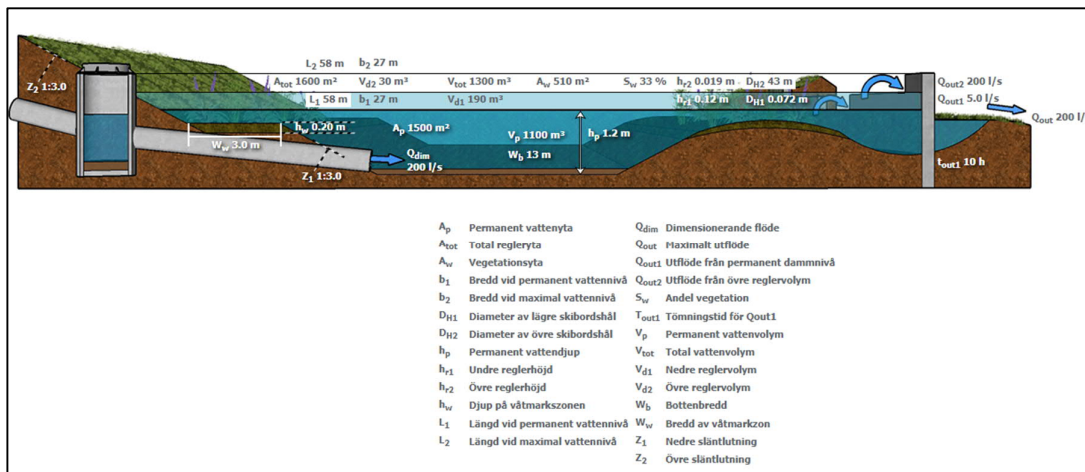 L2 58 m b2 27 m
Z2 1:3.0
Atot 1600 m² Vd2 30 m³ Vtot 1300 m³ Aw 510 m² Sw 33 % hr2 0.019 m DH2 43 m
Qout2 200 l/s
L1 58 m b1 27 m Vd1 190 m³ hr1 0.12 m DH1 0.072 m
Qout1 5.0 l/s
Qout 200 l/
hw 0.20 m Ap 1500 m² Vp 1100 m³ hp 1.2 m
Ww 3.0 m
Wb 13 m
Qdim
200 l/s
Z1 1:3.0
tout1 10 h
Ap Permanent vattenyta
Atot Totalregleryta
Aw Vegetationsyta
b1 Bredd vid permanent vattennivå
b2 Bredd vid maximal vattennivå
DH1 Diameter av lägre skibordshål
DH2 Diameter av övre skibordshål
hp Permanent vattendjup
hr1 Undre reglerhöjd
hr2 Övre reglerhöjd
hw Djup på våtmarkszonen
L1 Längd vid permanent vattennivå
L2 Längd vid maximal vattennivå
Qdim Dimensionerande flöde
Qout Maximalt utflöde
Qout1 Utflöde från permanent dammnivå
Qout2 Utflöde från övre reglervolym
Sw Andel vegetation
Tout1 Tömningstid för Qout1
Vp Permanent vattenvolym
Vtot Total vattenvolym
Vd1 Nedre reglervolym
Vd2 Övre reglervolym
Wb Bottenbredd
Ww Bredd av våtmarkzon
Z1 Nedre släntlutning
Z2 Övre släntlutning